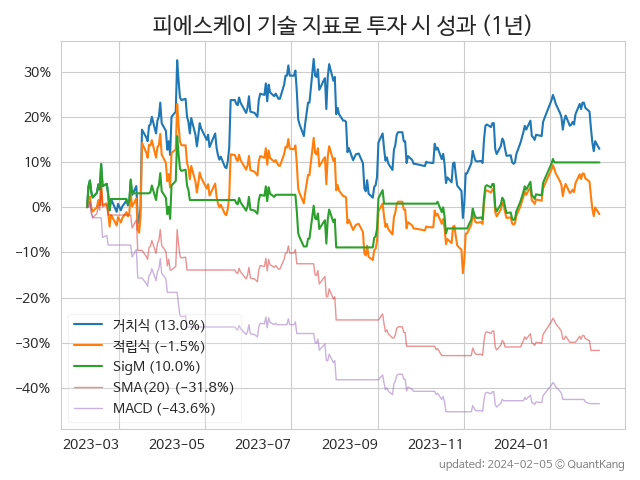 피에스케이 기술 지표로 투자 시 성과 (1년)
30%
20%
10%
0%
−10%
−20%
−30%
−40%
거치식 (13.0%)
적립식 (−1.5%)
SigM (10.0%)
SMA(20) (−31.8%)
MACD (−43.6%)
2023-03 2023-05 2023-07 2023-09 2023-11 2024-01
updated: 2024-02-05 © QuantKang